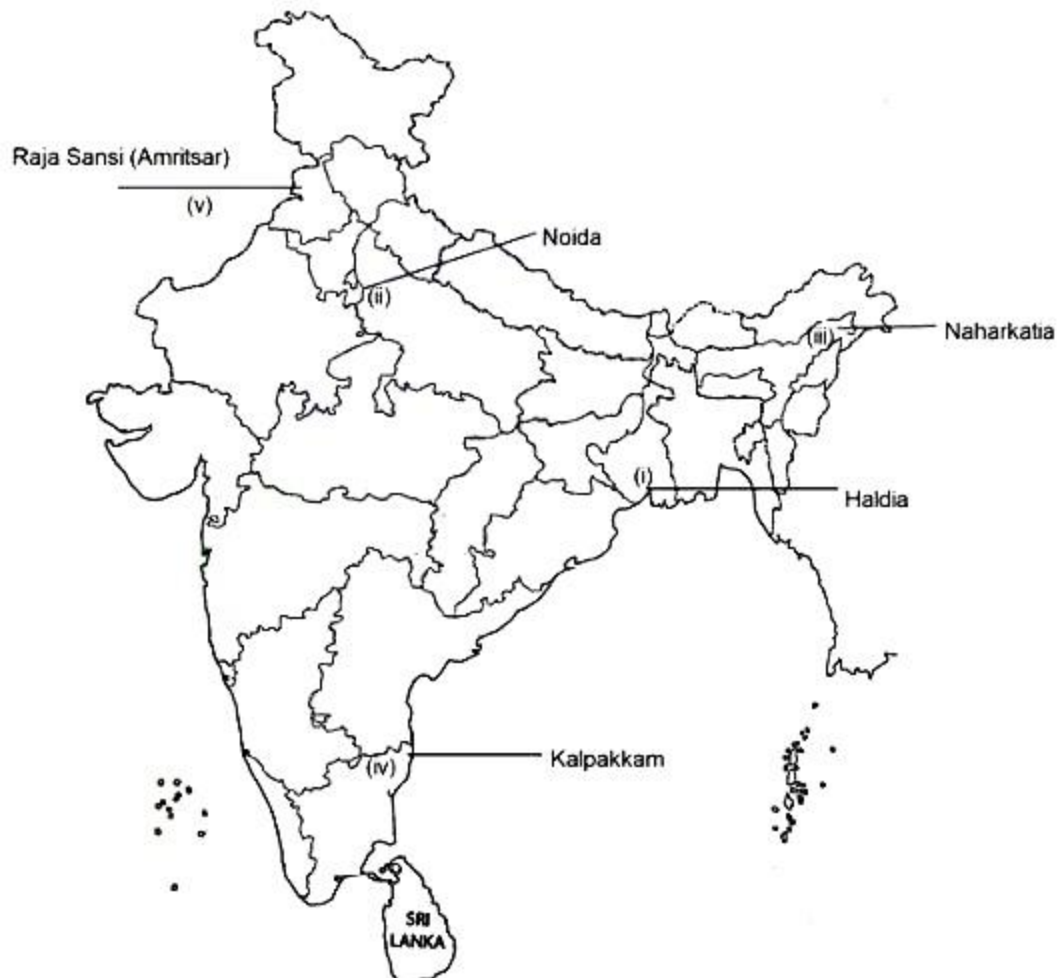 Raja Sansi (Amritsar)
(v)
Noida
(ii)
(iii)
Naharkatia
(i)
Haldia
(iv)
Kalpakkam
SRI
LANKA